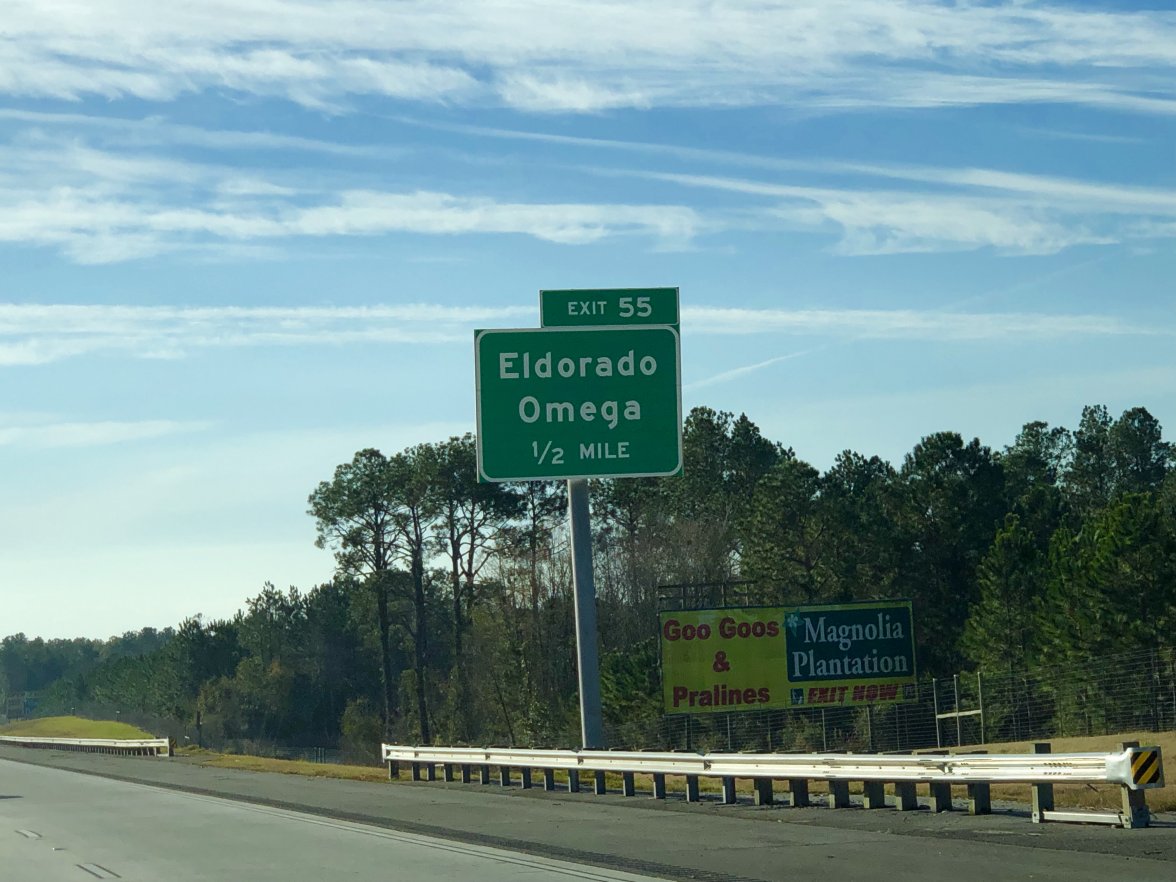 EXIT 55
Eldorado
Omega
1/2 MILE
Goo Goos
&
Pralines
Magnolia
Plantation
EXIT NOW